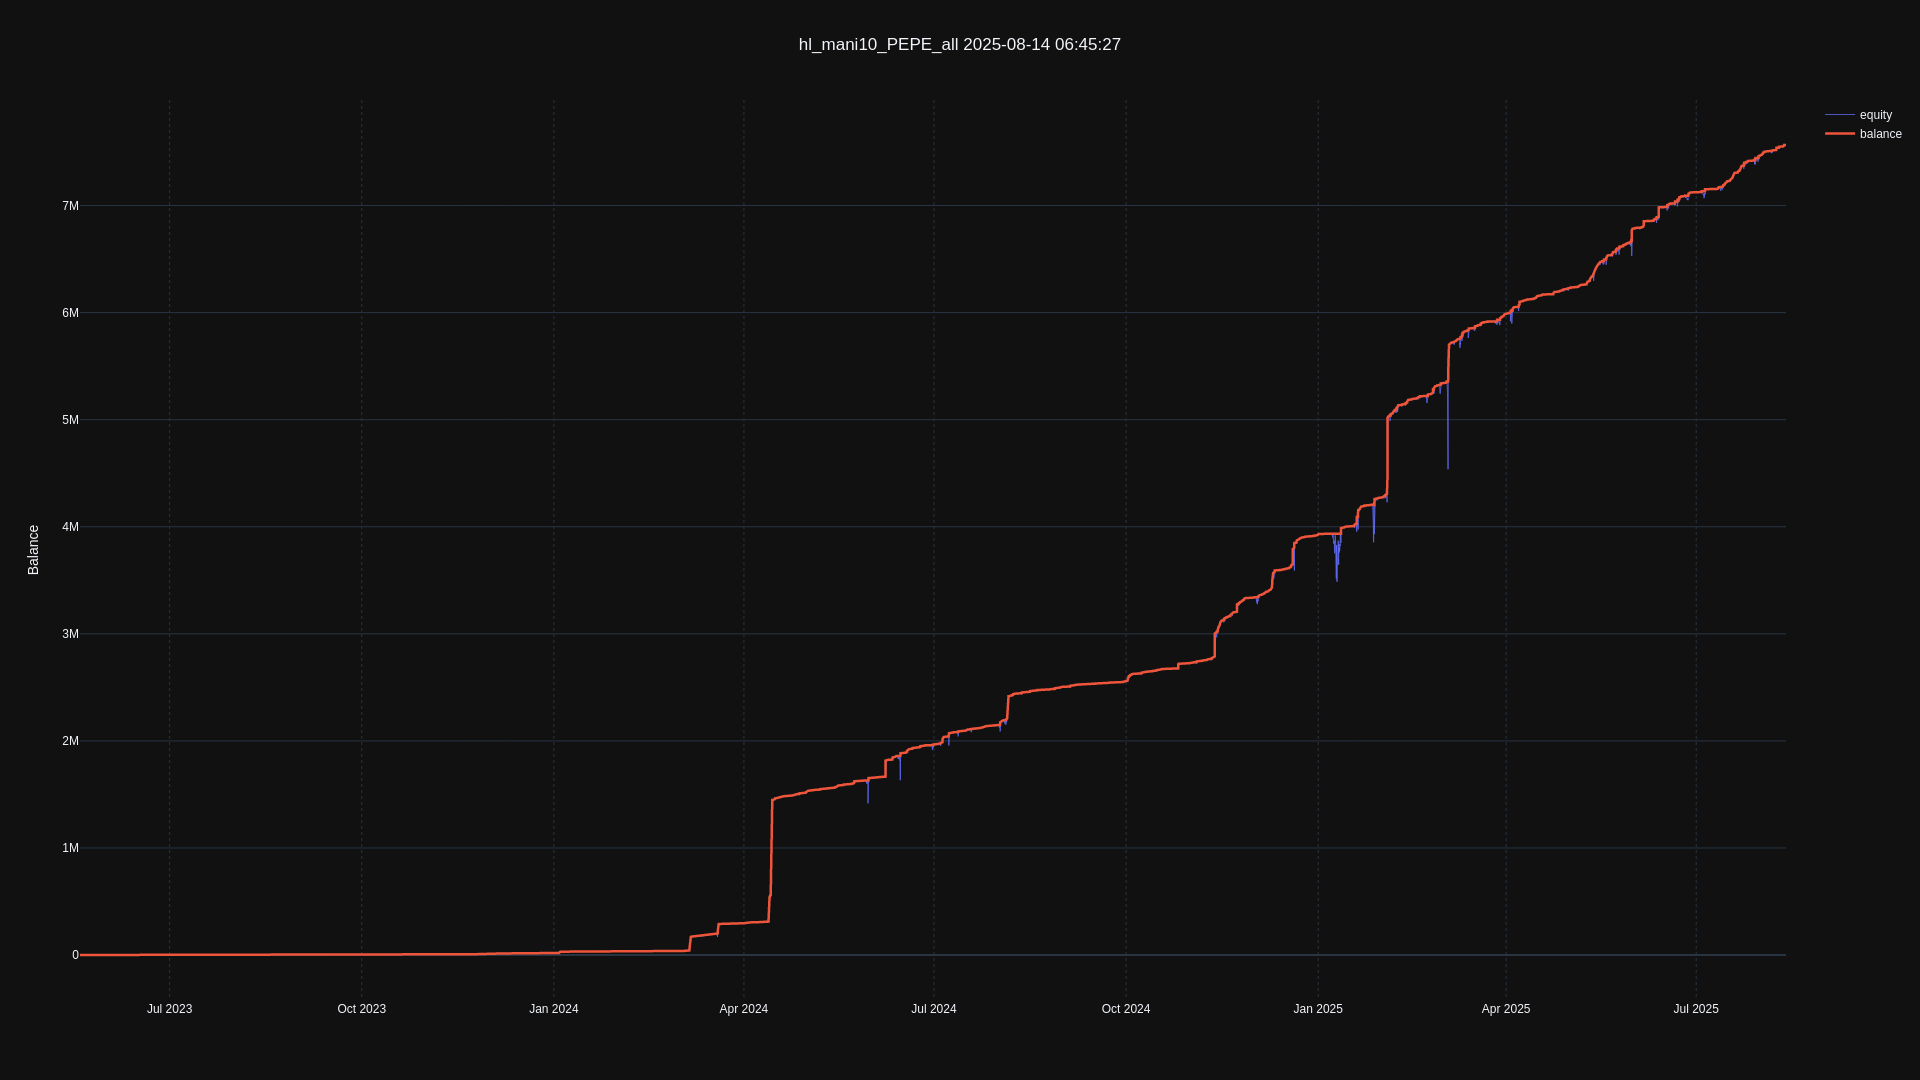 hl_mani10_PEPE_all 2025-08-14 06:45:27
equity
balance
7M
6M
5M
4M
3M
2M
1M
0
Balance
Jul 2023
Oct 2023
Jan 2024
Apr 2024
Jul 2024
Oct 2024
Jan 2025
Apr 2025
Jul 2025